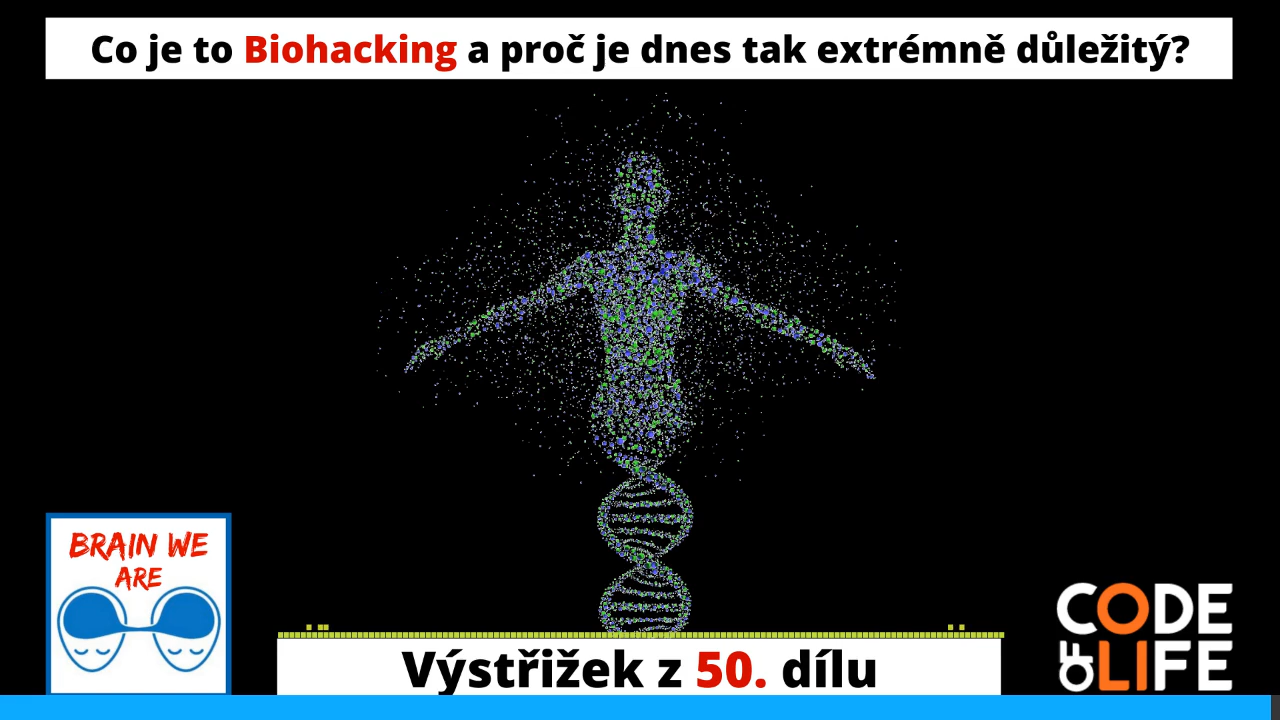 Co je to Biohacking a proč je dnes tak extrémně důležitý?
BRAIN WE
ARE
CODE
OF LIFE
Výstřižek z 50. dílu